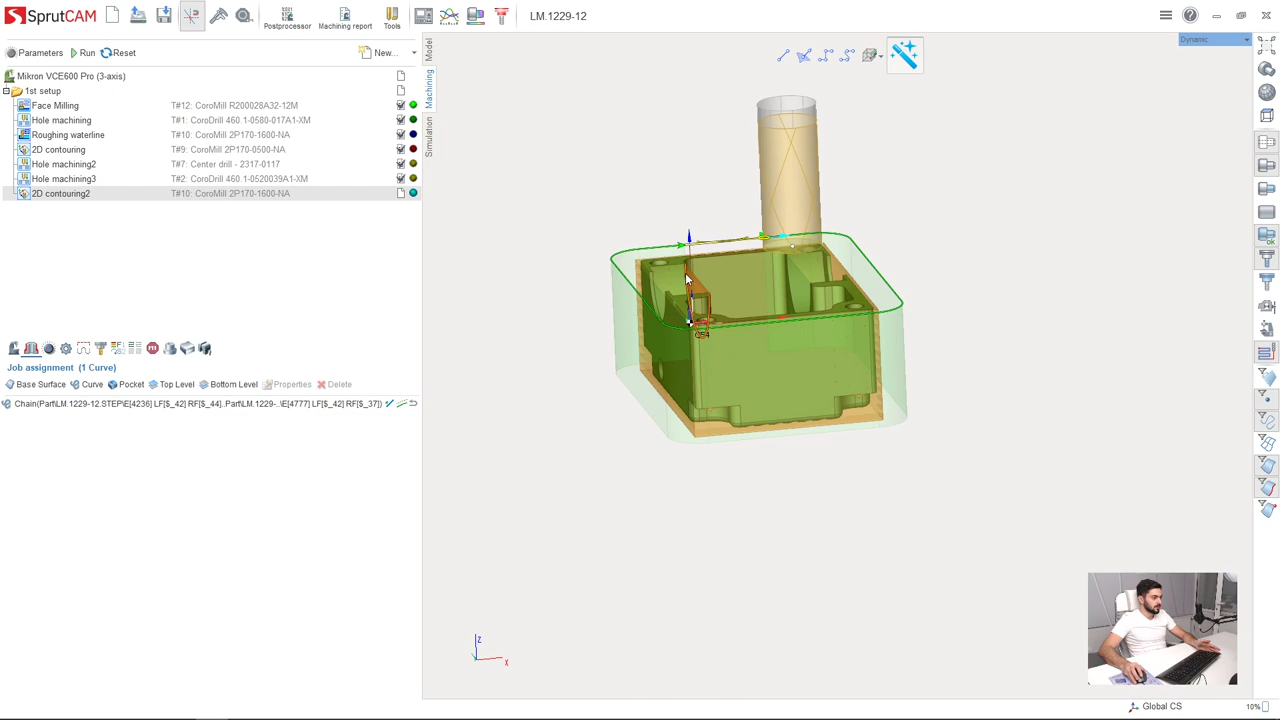 SprutCAM
Postprocessor
Machining report
Tools
LM.1229-12
Parameters
Run
Reset
New...
Dynamic
Model
Machining
Simulation
Mikron VCE600 Pro (3-axis)
1st setup
Face Milling T#12: CoroMill R200028A32-12M
Hole machining T#1: CoroDrill 460.1-0580-017A1-XM
Roughing waterline T#10: CoroMill 2P170-1600-NA
2D contouring T#9: CoroMill 2P170-0500-NA
Hole machining2 T#7: Center drill - 2317-0117
Hole machining3 T#2: CoroDrill 460.1-0520039A1-XM
2D contouring2 T#10: CoroMill 2P170-1600-NA
Job assignment (1 Curve)
Base Surface
Curve
Pocket
Top Level
Bottom Level
Properties
Delete
Chain(Part\LM.1229-12.STEP\E[4236] LF[$_42] RF[$_44]..Part\LM.1229-..\E[4777] LF[$_42] RF[$_37])
G54
Z
X
Global CS
10%